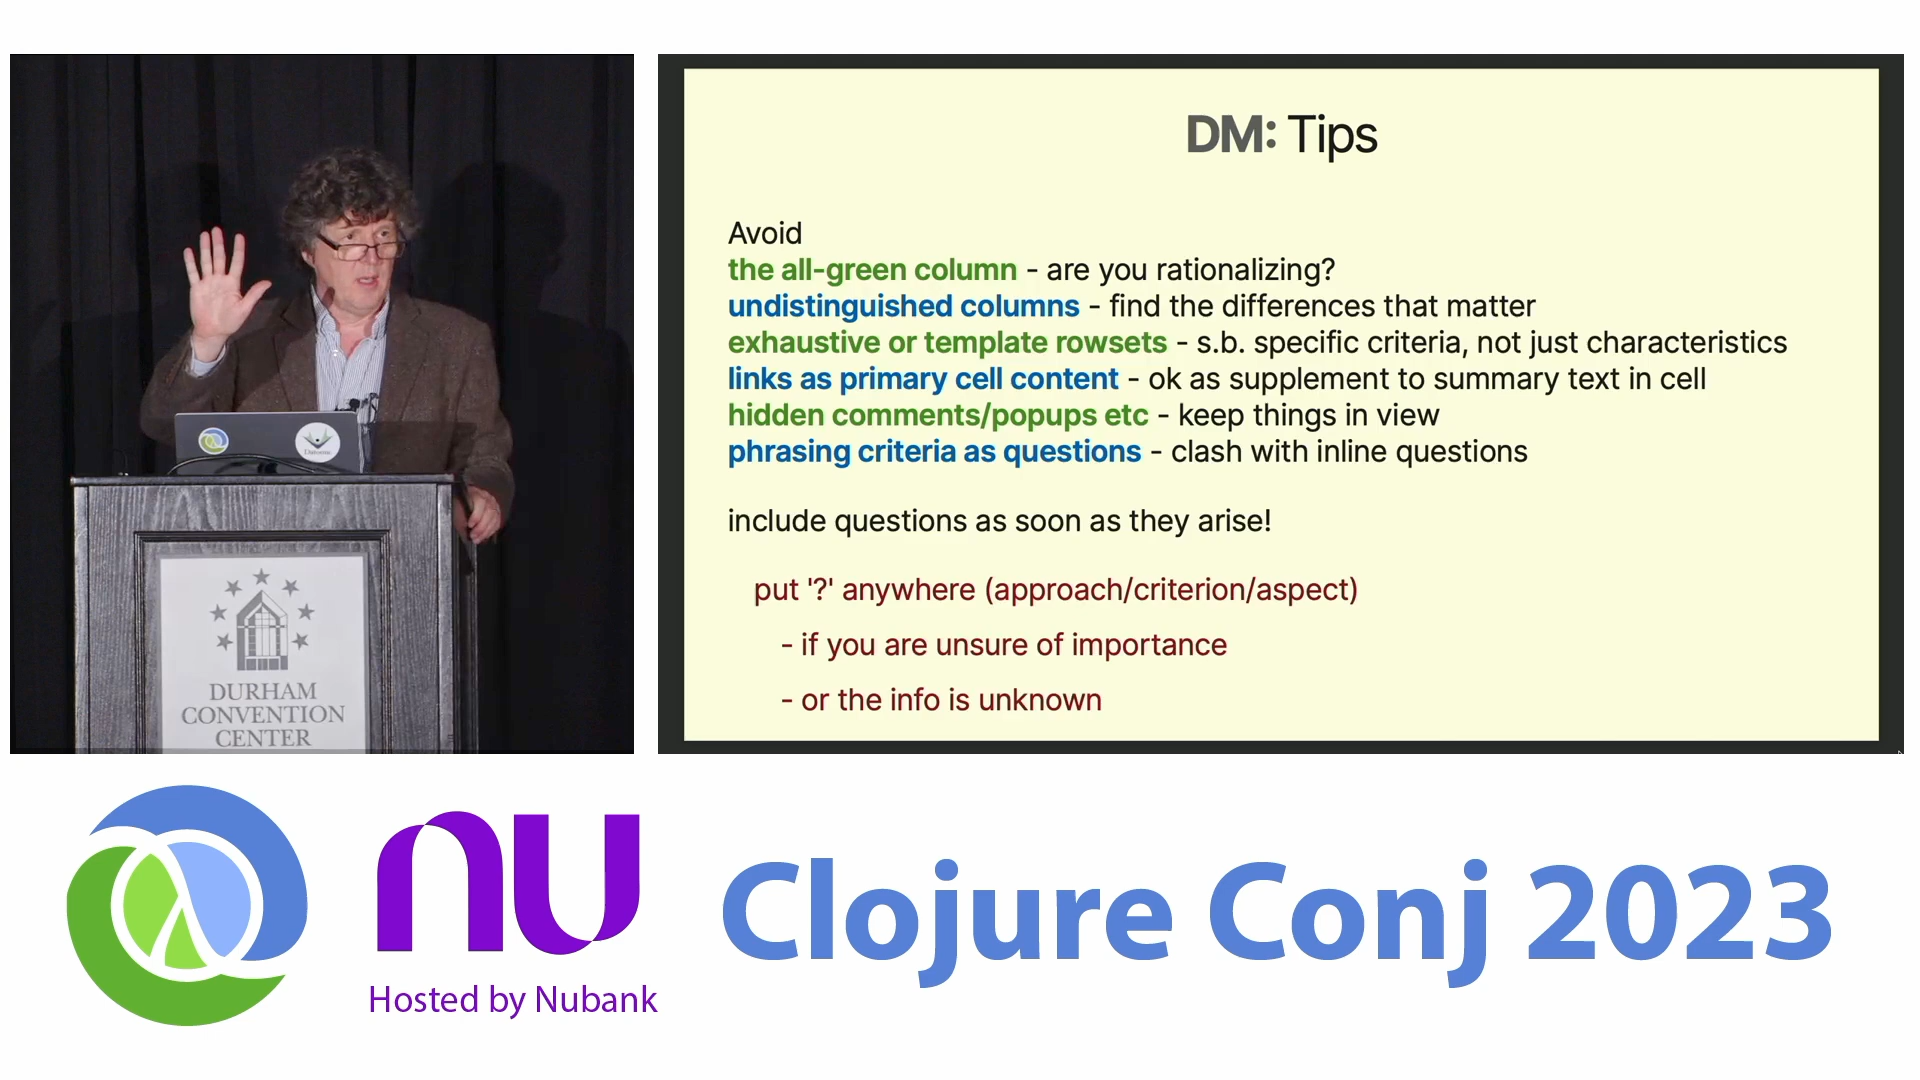 DM: Tips
Avoid
the all-green column - are you rationalizing?
undistinguished columns - find the differences that matter
exhaustive or template rowsets - s.b. specific criteria, not just characteristics
links as primary cell content - ok as supplement to summary text in cell
hidden comments/popups etc - keep things in view
phrasing criteria as questions - clash with inline questions
include questions as soon as they arise!
put '?' anywhere (approach/criterion/aspect)
- if you are unsure of importance
- or the info is unknown
Datomic
DURHAM
CONVENTION
CENTER
nu
Hosted by Nubank
Clojure Conj 2023